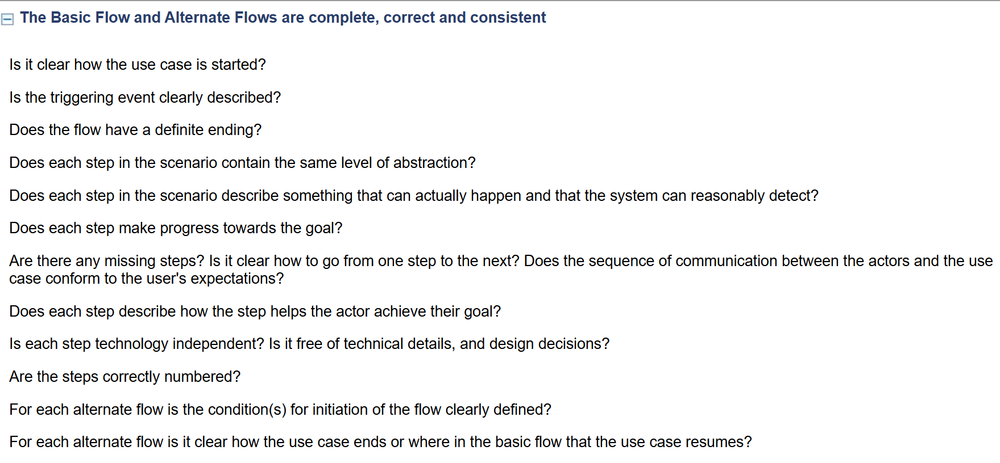 The Basic Flow and Alternate Flows are complete, correct and consistent
Is it clear how the use case is started?
Is the triggering event clearly described?
Does the flow have a definite ending?
Does each step in the scenario contain the same level of abstraction?
Does each step in the scenario describe something that can actually happen and that the system can reasonably detect?
Does each step make progress towards the goal?
Are there any missing steps? Is it clear how to go from one step to the next? Does the sequence of communication between the actors and the use
case conform to the user's expectations?
Does each step describe how the step helps the actor achieve their goal?
Is each step technology independent? Is it free of technical details, and design decisions?
Are the steps correctly numbered?
For each alternate flow is the condition(s) for initiation of the flow clearly defined?
For each alternate flow is it clear how the use case ends or where in the basic flow that the use case resumes?